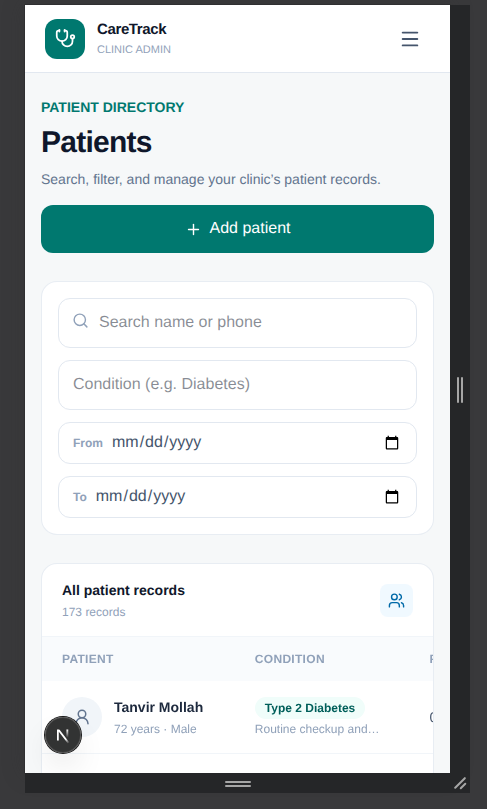 CareTrack
CLINIC ADMIN
PATIENT DIRECTORY
Patients
Search, filter, and manage your clinic's patient records.
Add patient
Search name or phone
Condition (e.g. Diabetes)
From mm/dd/yyyy
To mm/dd/yyyy
All patient records
173 records
PATIENT CONDITION
Tanvir Mollah Type 2 Diabetes
72 years · Male Routine checkup and…
N